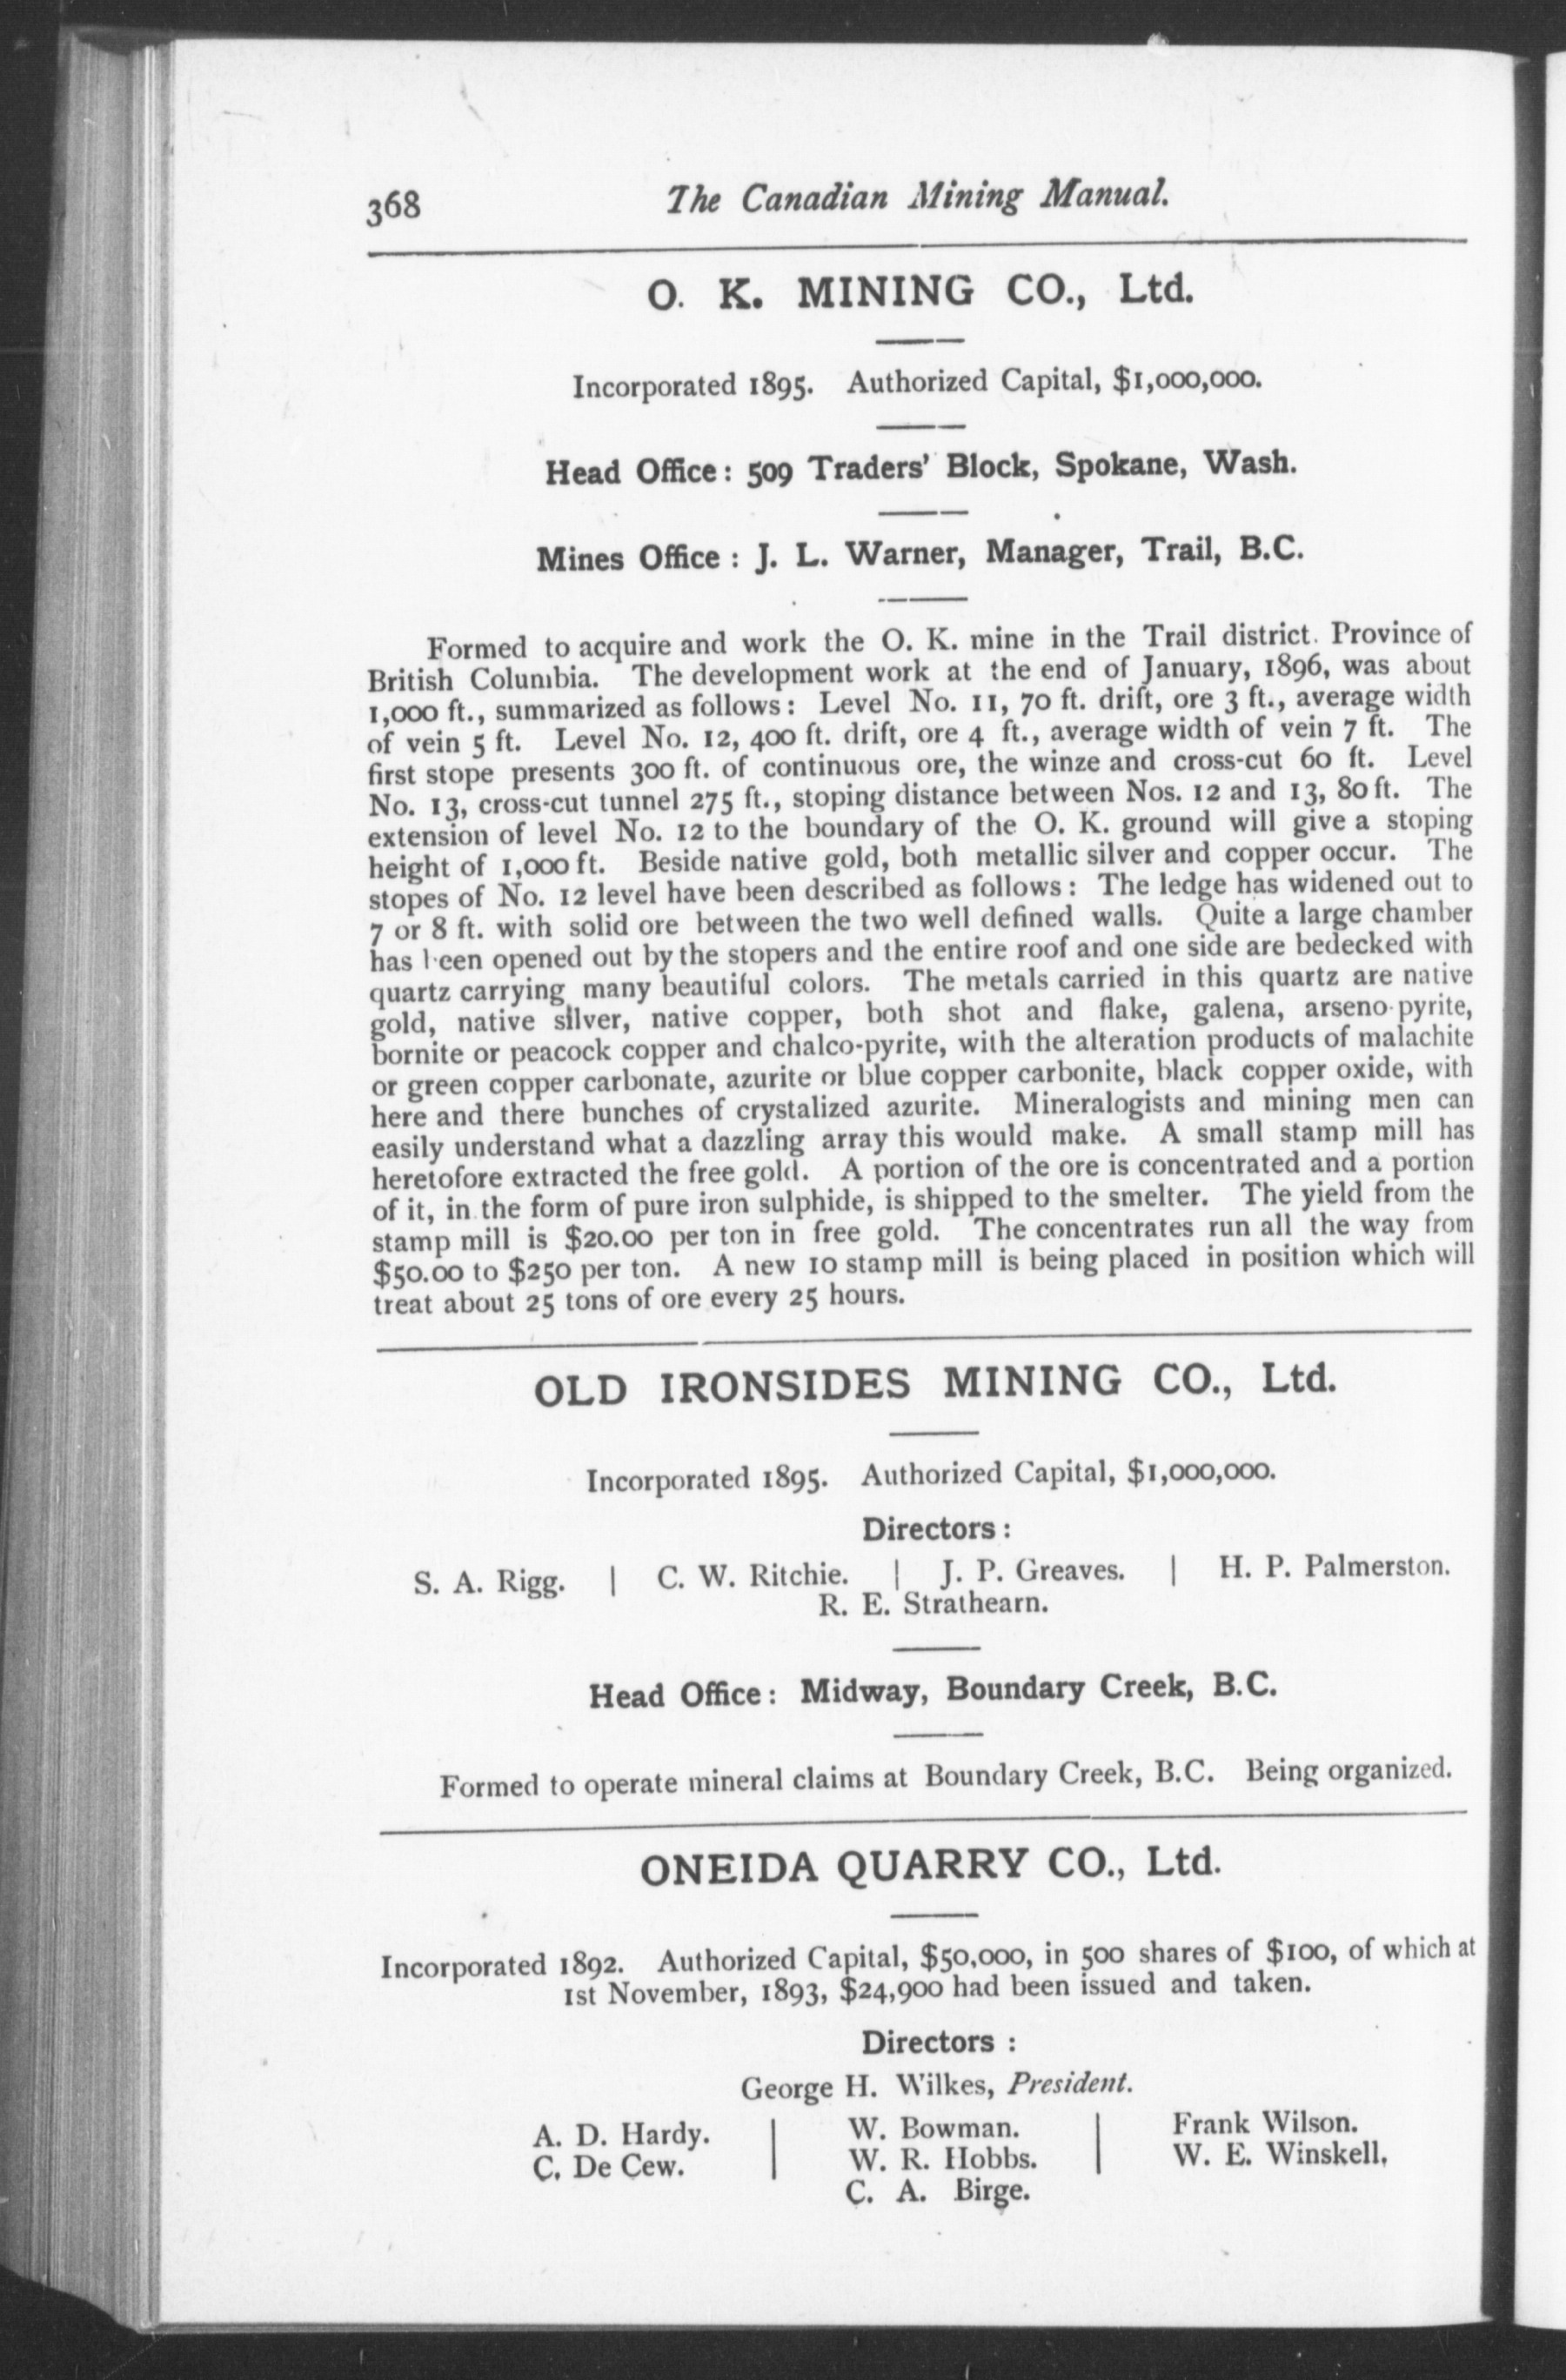 368
The Canadian Mining Manual.
O. K. MINING CO., Ltd.
Incorporated 1895. Authorized Capital, $1,000,000.
Head Office: 509 Traders' Block, Spokane, Wash.
Mines Office: J. L. Warner, Manager, Trail, B.C.
Formed to acquire and work the O. K. mine in the Trail district. Province of
British Columbia. The development work at the end of January, 1896, was about
1,000 ft., summarized as follows: Level No. 11, 70 ft. drift, ore 3 ft., average width
of vein 5 ft. Level No. 12, 400 ft. drift, ore 4 ft., average width of vein 7 ft. The
first stope presents 300 ft. of continuous ore, the winze and cross-cut 60 ft. Level
No. 13, cross-cut tunnel 275 ft., stoping distance between Nos. 12 and 13, 80 ft. The
extension of level No. 12 to the boundary of the O. K. ground will give a stoping
height of 1,000 ft. Beside native gold, both metallic silver and copper occur. The
stopes of No. 12 level have been described as follows: The ledge has widened out to
7 or 8 ft. with solid ore between the two well defined walls. Quite a large chamber
has been opened out by the stopers and the entire roof and one side are bedecked with
quartz carrying many beautiful colors. The metals carried in this quartz are native
gold, native silver, native copper, both shot and flake, galena, arseno-pyrite,
bornite or peacock copper and chalco-pyrite, with the alteration products of malachite
or green copper carbonate, azurite or blue copper carbonite, black copper oxide, with
here and there bunches of crystalized azurite. Mineralogists and mining men can
easily understand what a dazzling array this would make. A small stamp mill has
heretofore extracted the free gold. A portion of the ore is concentrated and a portion
of it, in the form of pure iron sulphide, is shipped to the smelter. The yield from the
stamp mill is $20.00 per ton in free gold. The concentrates run all the way from
$50.00 to $250 per ton. A new 10 stamp mill is being placed in position which will
treat about 25 tons of ore every 25 hours.
OLD IRONSIDES MINING CO., Ltd.
Incorporated 1895. Authorized Capital, $1,000,000.
Directors:
S. A. Rigg. | C. W. Ritchie. | J. P. Greaves. | H. P. Palmerston.
R. E. Strathearn.
Head Office: Midway, Boundary Creek, B.C.
Formed to operate mineral claims at Boundary Creek, B.C. Being organized.
ONEIDA QUARRY CO., Ltd.
Incorporated 1892. Authorized Capital, $50,000, in 500 shares of $100, of which at
1st November, 1893, $24,900 had been issued and taken.
Directors:
George H. Wilkes, President.
A. D. Hardy. | W. Bowman. | Frank Wilson.
C. De Cew. | W. R. Hobbs. | W. E. Winskell.
C. A. Birge.